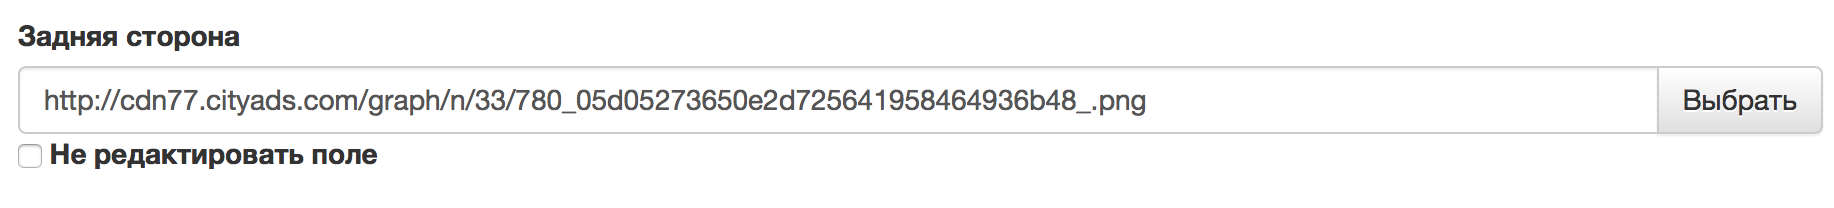 Задняя сторона
http://cdn77.cityads.com/graph/n/33/780_05d05273650e2d725641958464936b48_.png Выбрать
Не редактировать поле